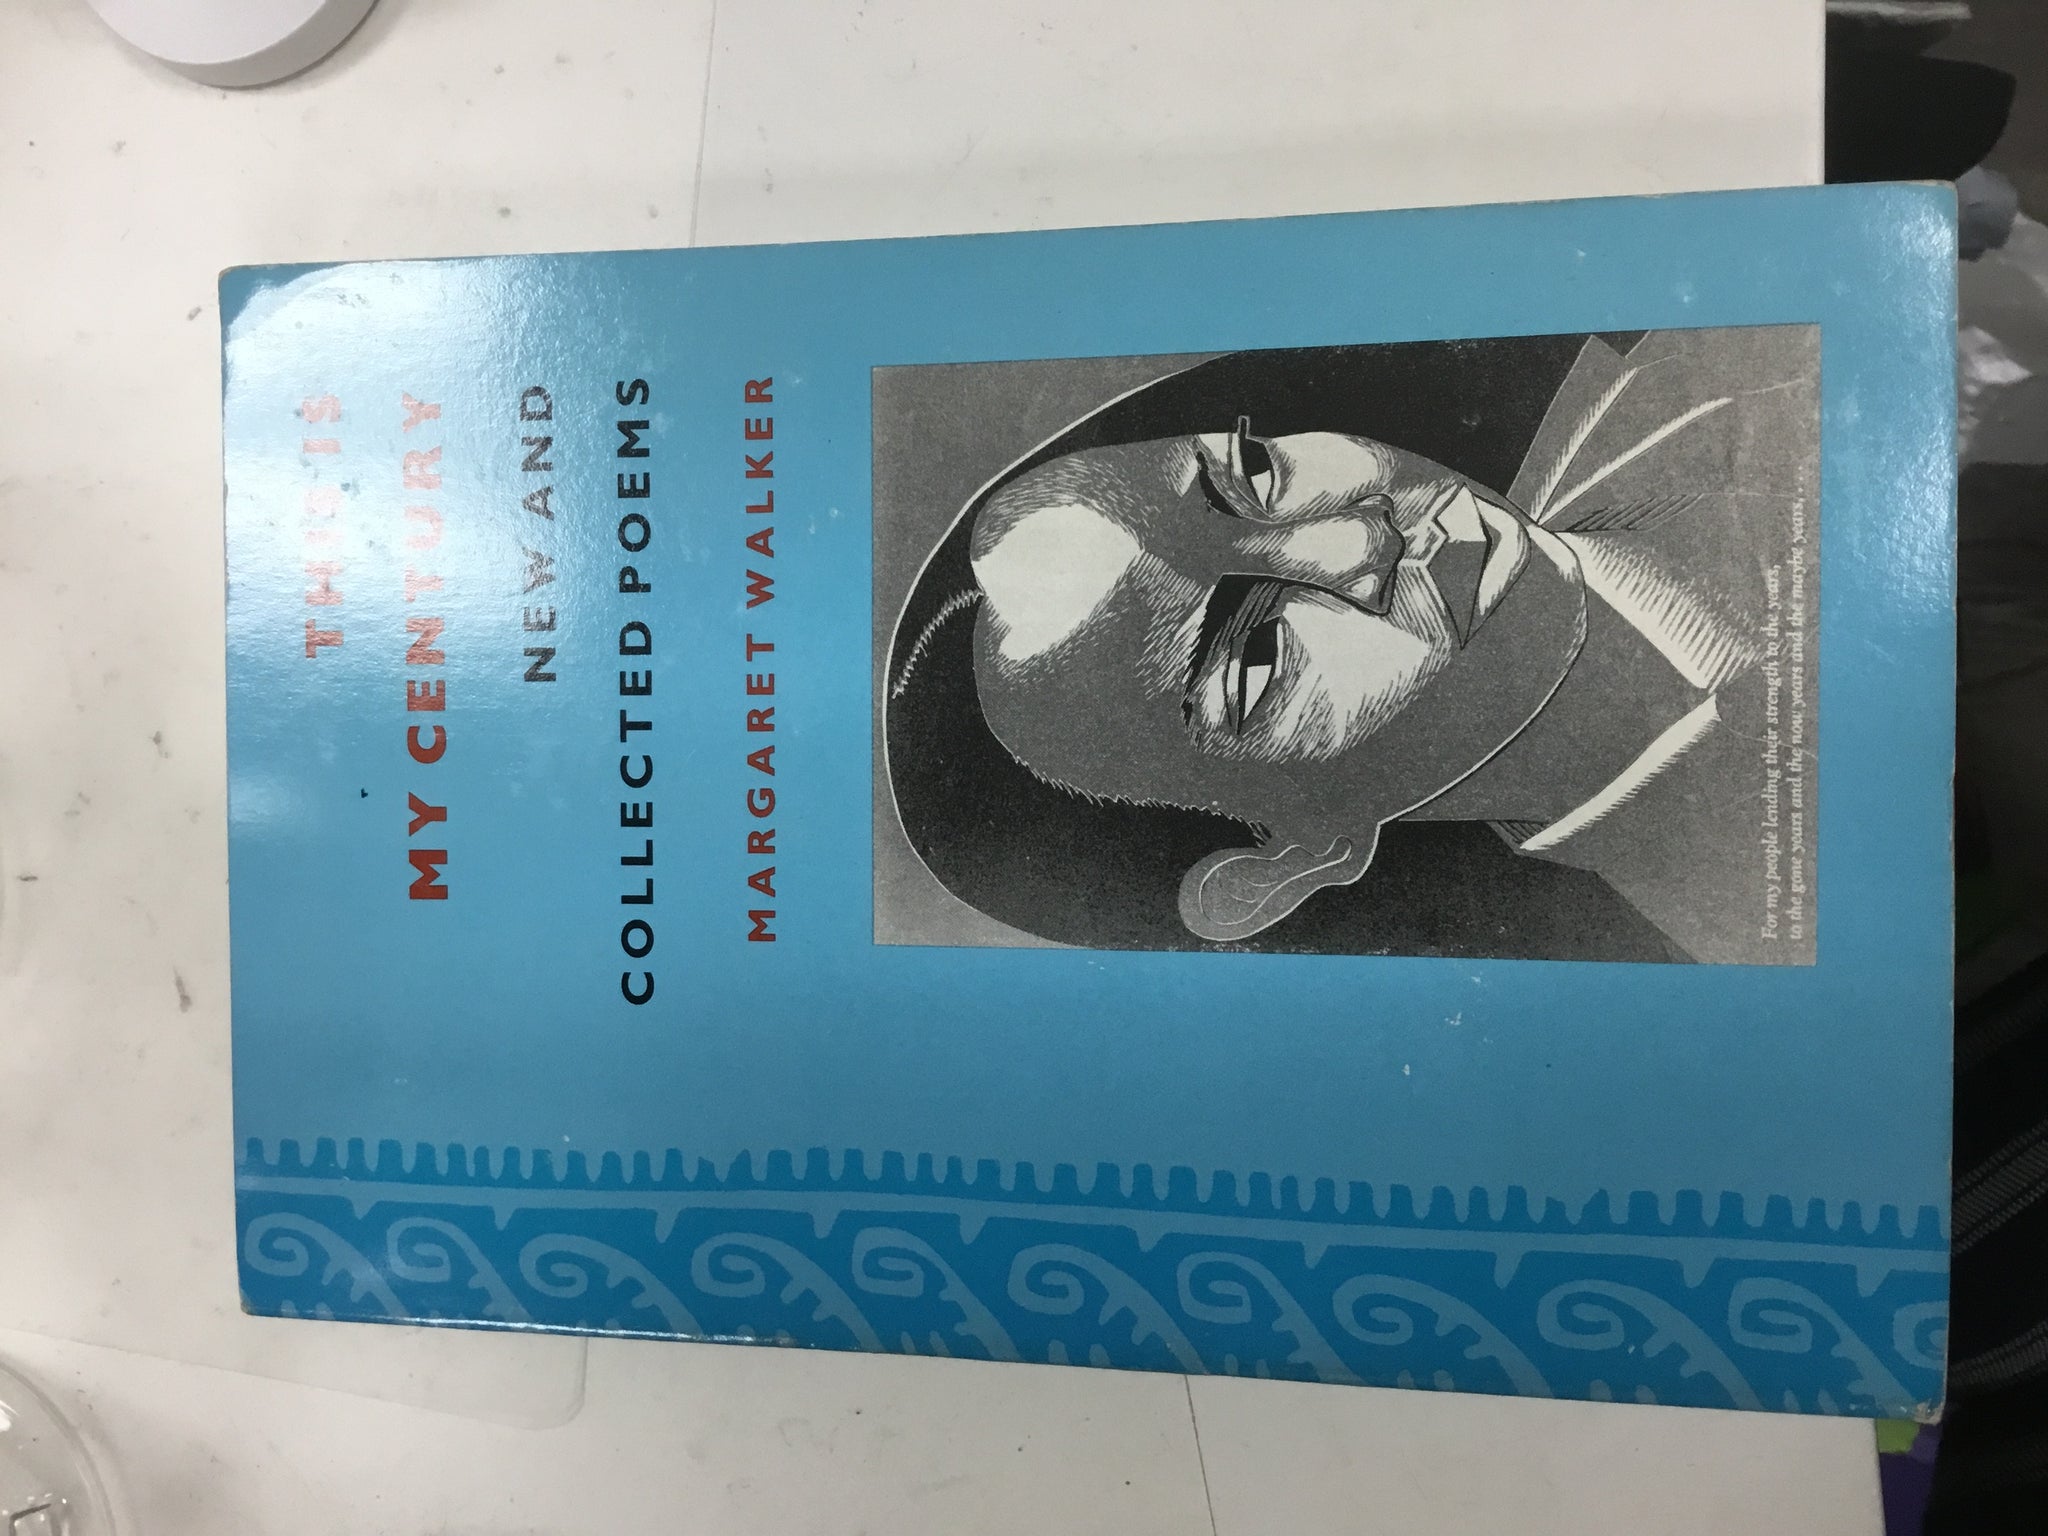 THIS IS
MY CENTURY
NEW AND
COLLECTED POEMS
MARGARET WALKER
For my people lending their strength to the years,
to the gone years and the now years and the maybe years, . . . .